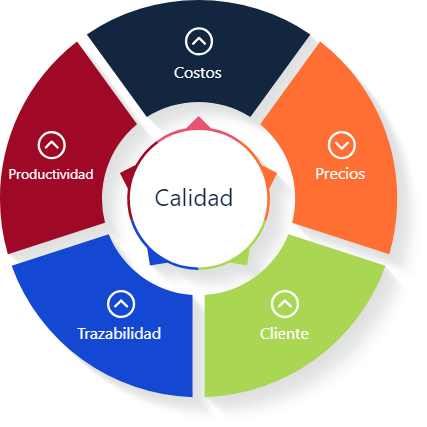 Costos
Precios
Productividad
Calidad
Trazabilidad
Cliente